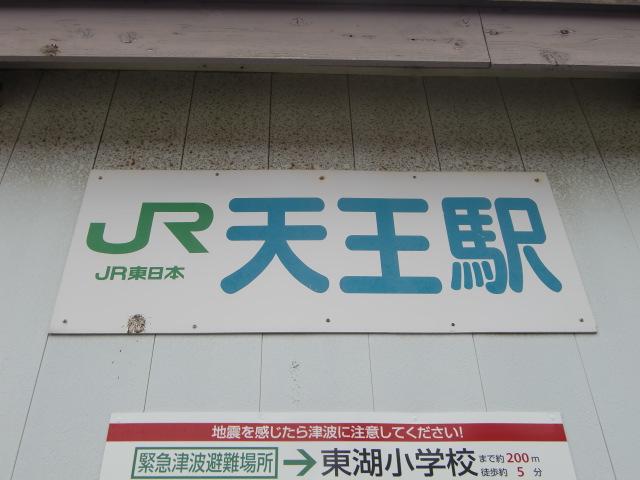 JR 天王駅
JR東日本
地震を感じたら津波に注意してください!
緊急津波避難場所 → 東湖小学校 まで約200m
徒歩約 5 分